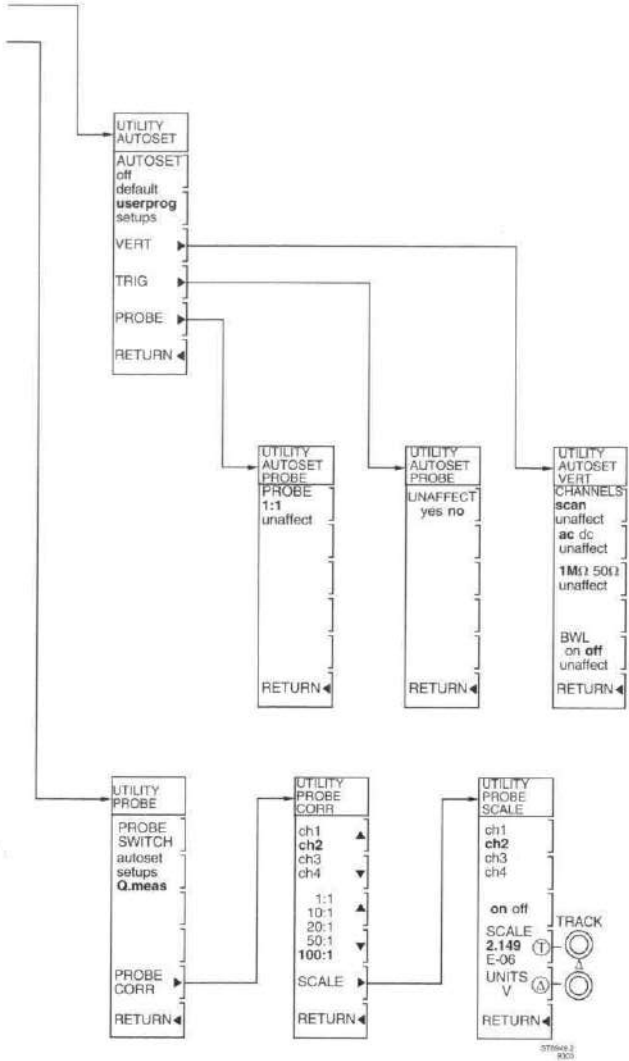 UTILITY
AUTOSET
AUTOSET
off
default
userprog
setups
VERT ▶
TRIG ▶
PROBE ▶
RETURN ◀
UTILITY
AUTOSET
PROBE
PROBE
1:1
unaffect
RETURN ◀
UTILITY
AUTOSET
PROBE
UNAFFECT
yes no
RETURN ◀
UTILITY
AUTOSET
VERT
CHANNELS
scan
unaffect
ac dc
unaffect
1MΩ 50Ω
unaffect
BWL
on off
unaffect
RETURN ◀
UTILITY
PROBE
PROBE
SWITCH
autoset
setups
Q.meas
PROBE ▶
CORR
RETURN ◀
UTILITY
PROBE
CORR
ch1 ▲
ch2
ch3
ch4 ▼
1:1
10:1 ▲
20:1
50:1 ▼
100:1
SCALE ▶
RETURN ◀
UTILITY
PROBE
SCALE
ch1
ch2
ch3
ch4
on off
SCALE
2.149 T
E-06
UNITS Δ
V
RETURN ◀
TRACK
Δ